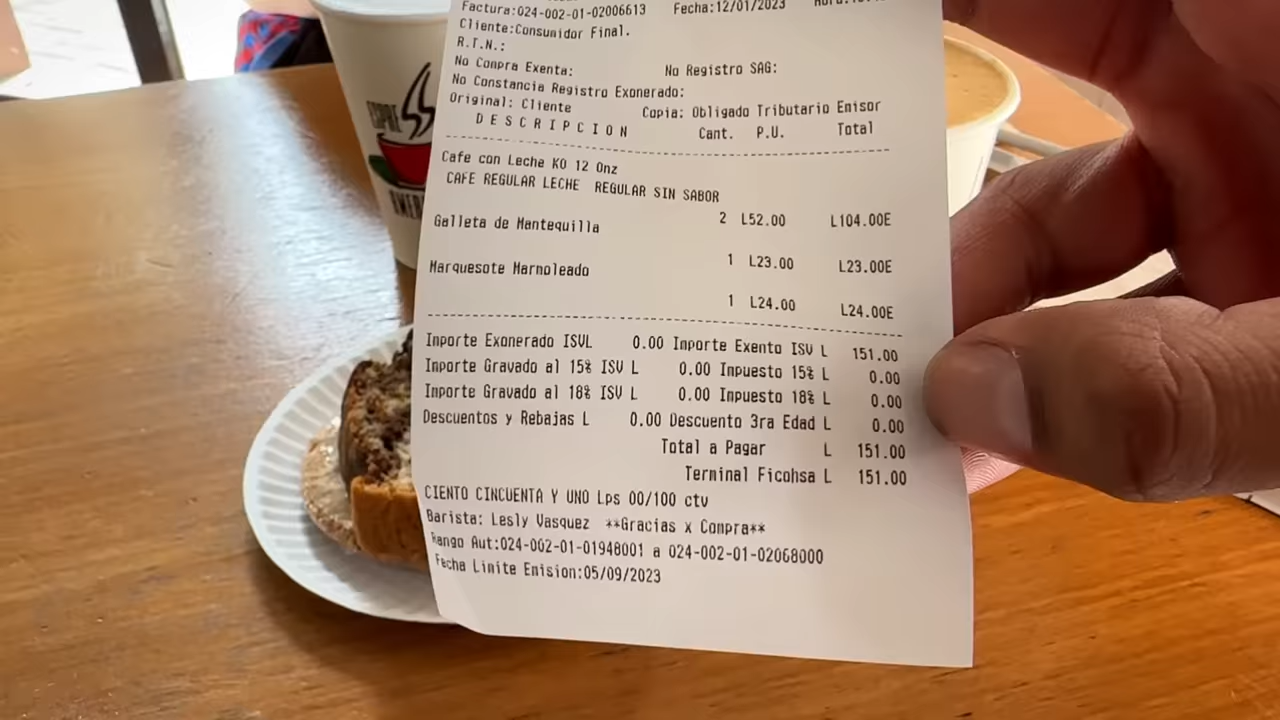 Factura:024-002-01-02006613 Fecha:12/01/2023
Cliente:Consumidor Final.
R.T.N.:
No Compra Exenta: No Registro SAG:
No Constancia Registro Exonerado:
Original: Cliente Copia: Obligado Tributario Emisor
DESCRIPCION Cant. P.U. Total
Cafe con Leche KO 12 Onz
CAFE REGULAR LECHE REGULAR SIN SABOR
2 L52.00 L104.00E
Galleta de Mantequilla
1 L23.00 L23.00E
Marquesote Marmoleado
1 L24.00 L24.00E
Importe Exonerado ISVL 0.00 Importe Exento ISV L 151.00
Importe Gravado al 15% ISV L 0.00 Impuesto 15% L 0.00
Importe Gravado al 18% ISV L 0.00 Impuesto 18% L 0.00
Descuentos y Rebajas L 0.00 Descuento 3ra Edad L 0.00
Total a Pagar L 151.00
Terminal Ficohsa L 151.00
CIENTO CINCUENTA Y UNO Lps 00/100 ctv
Barista: Lesly Vasquez **Gracias x Compra**
Rango Aut:024-002-01-01948001 a 024-002-01-02068000
Fecha Limite Emision:05/09/2023
ESPRE
AMER